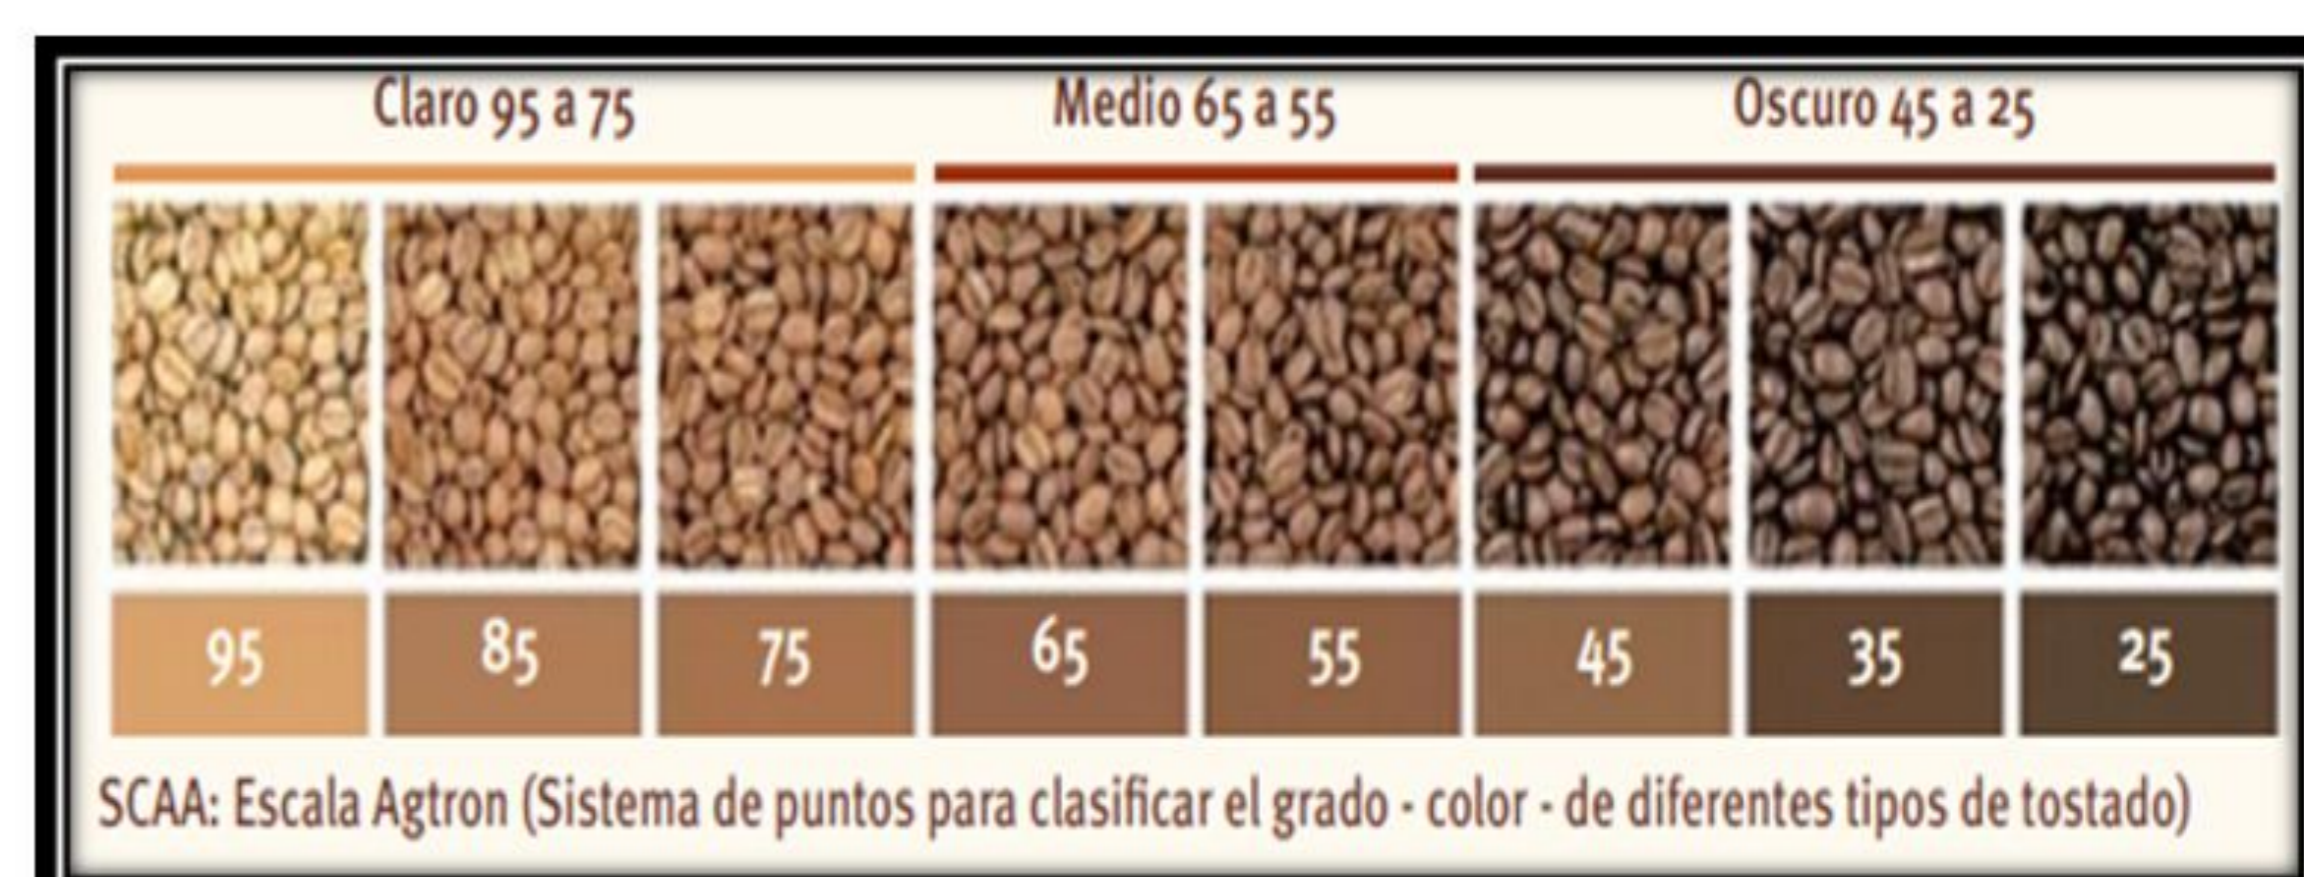 Claro 95 a 75
Medio 65 a 55
Oscuro 45 a 25
95 85 75 65 55 45 35 25
SCAA: Escala Agtron (Sistema de puntos para clasificar el grado - color - de diferentes tipos de tostado)